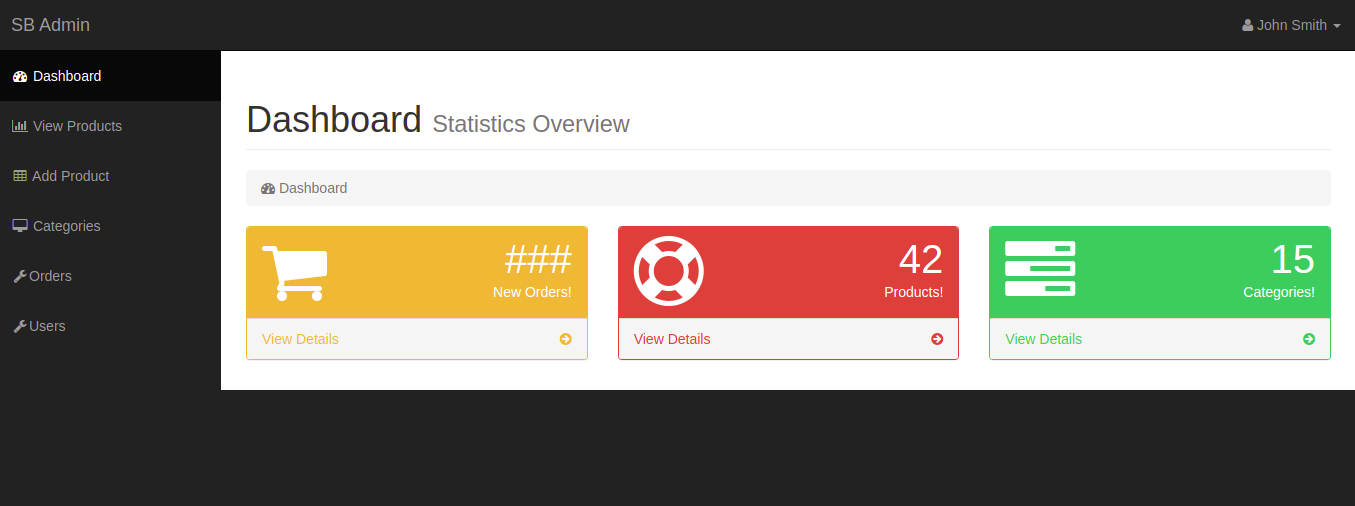 SB Admin
John Smith
Dashboard
View Products
Add Product
Categories
Orders
Users
Dashboard Statistics Overview
Dashboard
###
New Orders!
View Details
42
Products!
View Details
15
Categories!
View Details